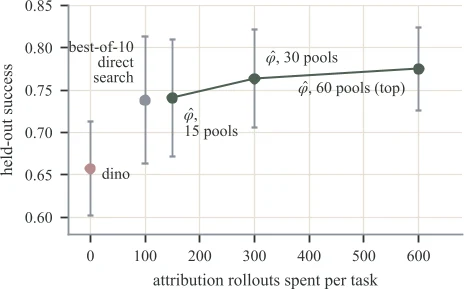 0.85
best-of-10
direct
search
0.80
φ̂, 30 pools
φ̂, 60 pools (top)
0.75
φ̂,
15 pools
0.70
dino
0.65
0.60
held-out success
0 100 200 300 400 500 600
attribution rollouts spent per task